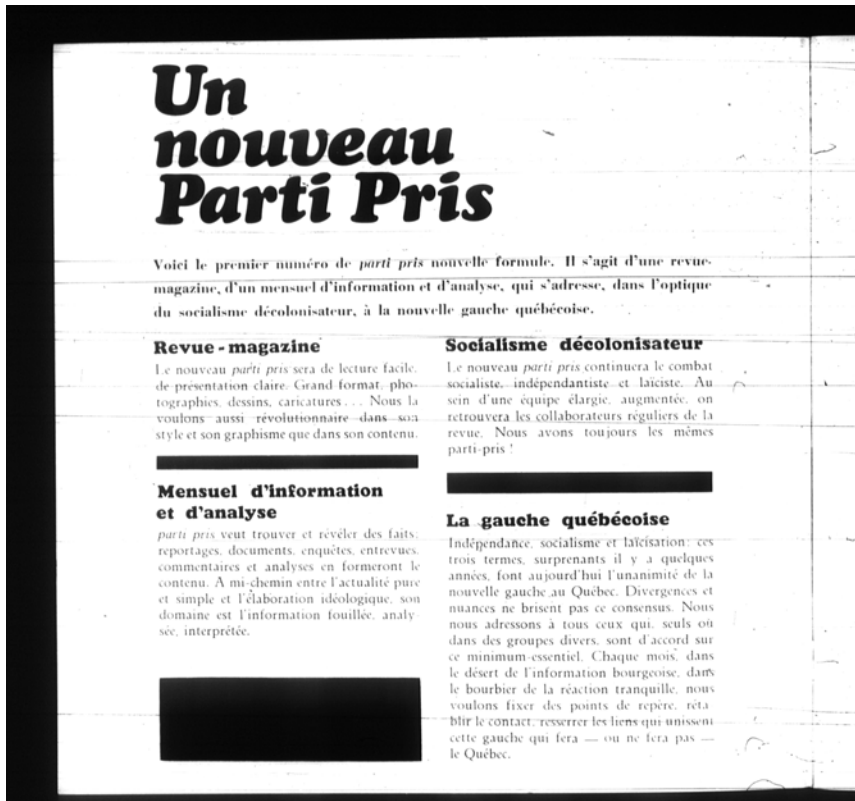 Un
nouveau
Parti Pris
Voici le premier numéro de parti pris nouvelle formule. Il s'agit d'une revue-
magazine, d'un mensuel d'information et d'analyse, qui s'adresse, dans l'optique
du socialisme décolonisateur, à la nouvelle gauche québécoise.
Revue-magazine
Le nouveau parti pris sera de lecture facile,
de présentation claire. Grand format, pho-
tographies, dessins, caricatures... Nous la
voulons aussi révolutionnaire dans son
style et son graphisme que dans son contenu.
Mensuel d'information
et d'analyse
parti pris veut trouver et révéler des faits:
reportages, documents, enquêtes, entrevues,
commentaires et analyses en formeront le
contenu. A mi-chemin entre l'actualité pure
et simple et l'élaboration idéologique, son
domaine est l'information fouillée, analy-
sée, interprétée.
Socialisme décolonisateur
Le nouveau parti pris continuera le combat
socialiste, indépendantiste et laïciste. Au
sein d'une équipe élargie, augmentée, on
retrouvera les collaborateurs réguliers de la
revue. Nous avons toujours les mêmes
parti-pris !
La gauche québécoise
Indépendance, socialisme et laïcisation: ces
trois termes, surprenants il y a quelques
années, font aujourd'hui l'unanimité de la
nouvelle gauche au Québec. Divergences et
nuances ne brisent pas ce consensus. Nous
nous adressons à tous ceux qui, seuls où
dans des groupes divers, sont d'accord sur
ce minimum-essentiel. Chaque mois, dans
le désert de l'information bourgeoise, dans
le bourbier de la réaction tranquille, nous
voulons fixer des points de repère, réta-
blir le contact, resserrer les liens qui unissent
cette gauche qui fera — ou ne fera pas —
le Québec.